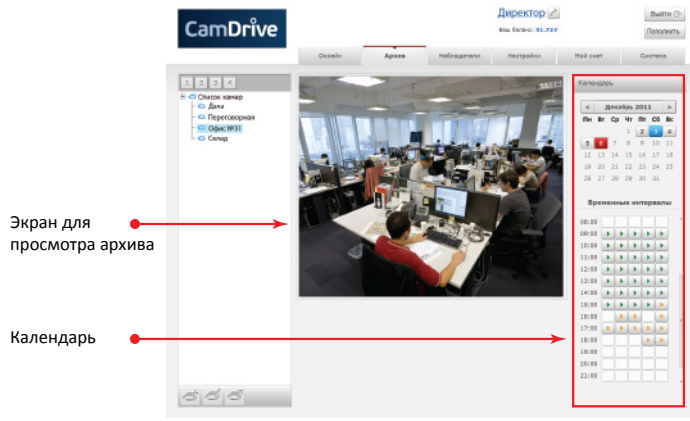 CamDrive
Директор
Ваш баланс: 51.73У
Выйти
Пополнить
Онлайн
Архив
Наблюдатели
Настройки
Мой счет
Система
1 2 3 4
Список камер
Дача
Переговорная
Офис №31
Склад
Экран для
просмотра архива
Календарь
Календарь
< Декабрь 2011 >
Пн Вт Ср Чт Пт Сб Вс
1 2 3 4
5 6 7 8 9 10 11
12 13 14 15 16 17 18
19 20 21 22 23 24 25
26 27 28 29 30 31
Временные интервалы
08:00
09:00
10:00
11:00
12:00
13:00
14:00
15:00
16:00
17:00
18:00
19:00
20:00
21:00